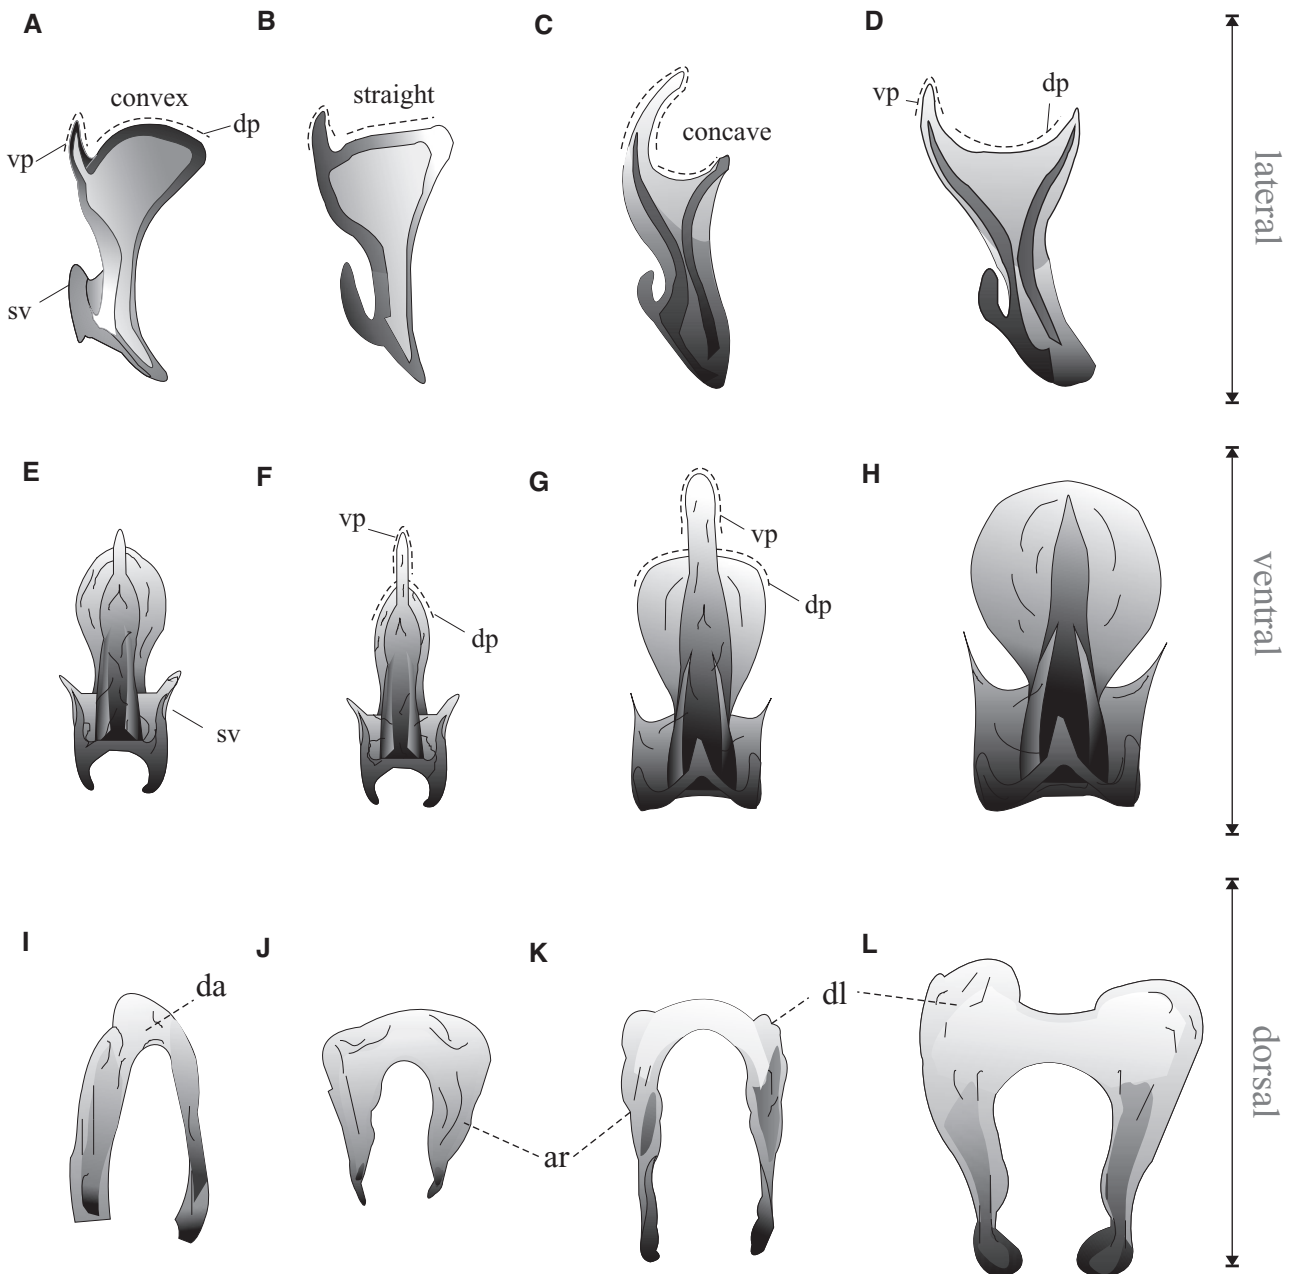 A
B
C
D
convex
straight
concave
vp
dp
vp
dp
sv
lateral
E
F
G
H
vp
vp
dp
dp
sv
ventral
I
J
K
L
da
dl
ar
dorsal